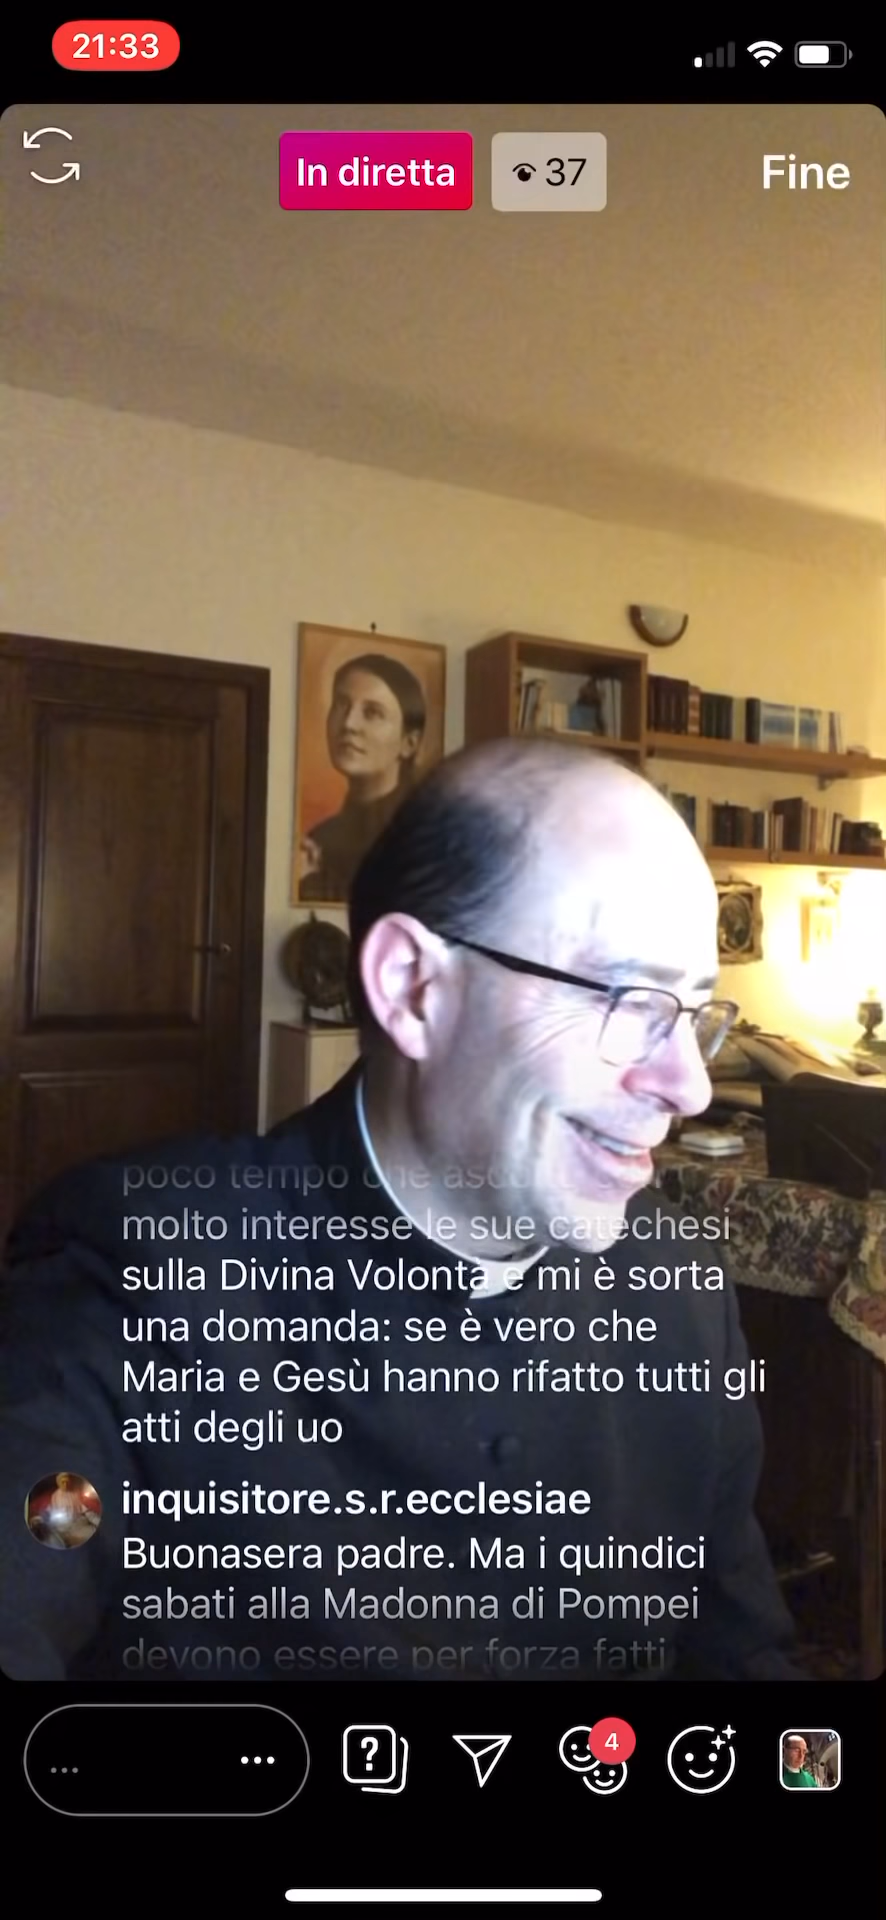 21:33
In diretta
37
Fine
poco tempo che
molto interesse le sue catechesi
sulla Divina Volontà e mi è sorta
una domanda: se è vero che
Maria e Gesù hanno rifatto tutti gli
atti degli uo
inquisitore.s.r.ecclesiae
Buonasera padre. Ma i quindici
sabati alla Madonna di Pompei
devono essere per forza fatti
...
4